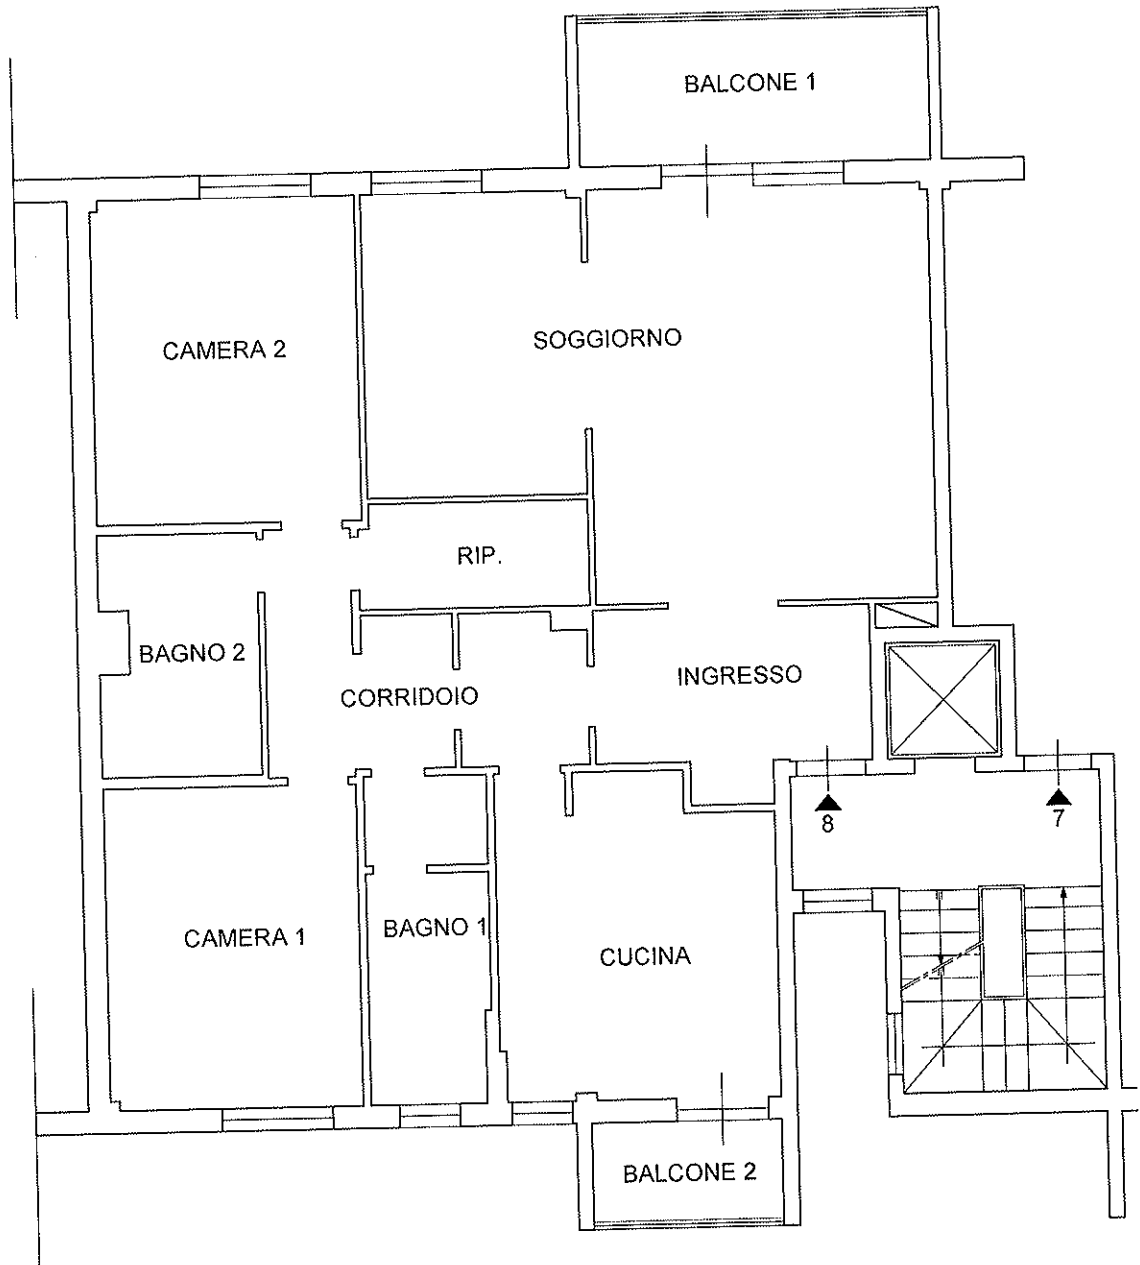 BALCONE 1
CAMERA 2
SOGGIORNO
RIP.
BAGNO 2
CORRIDOIO
INGRESSO
8
7
CAMERA 1
BAGNO 1
CUCINA
BALCONE 2